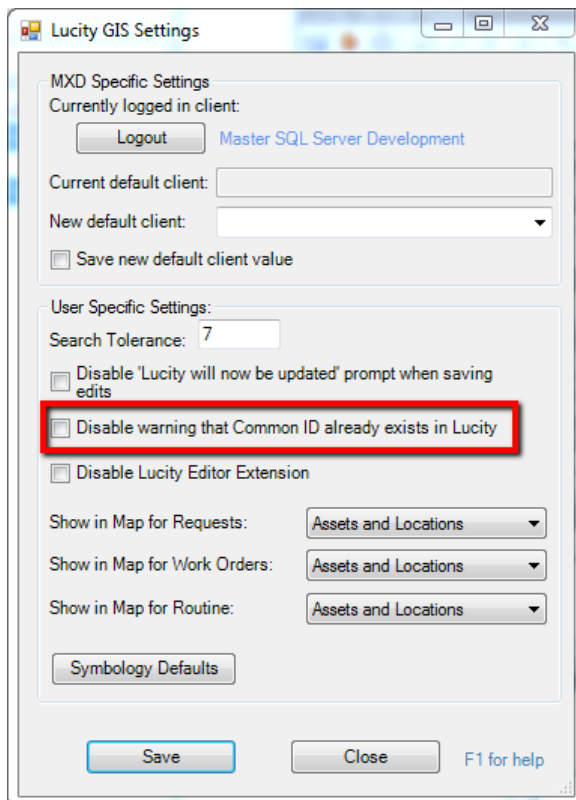 Lucity GIS Settings
MXD Specific Settings
Currently logged in client:
Logout Master SQL Server Development
Current default client:
New default client:
Save new default client value
User Specific Settings:
Search Tolerance: 7
Disable 'Lucity will now be updated' prompt when saving
edits
Disable warning that Common ID already exists in Lucity
Disable Lucity Editor Extension
Show in Map for Requests: Assets and Locations
Show in Map for Work Orders: Assets and Locations
Show in Map for Routine: Assets and Locations
Symbology Defaults
Save Close F1 for help